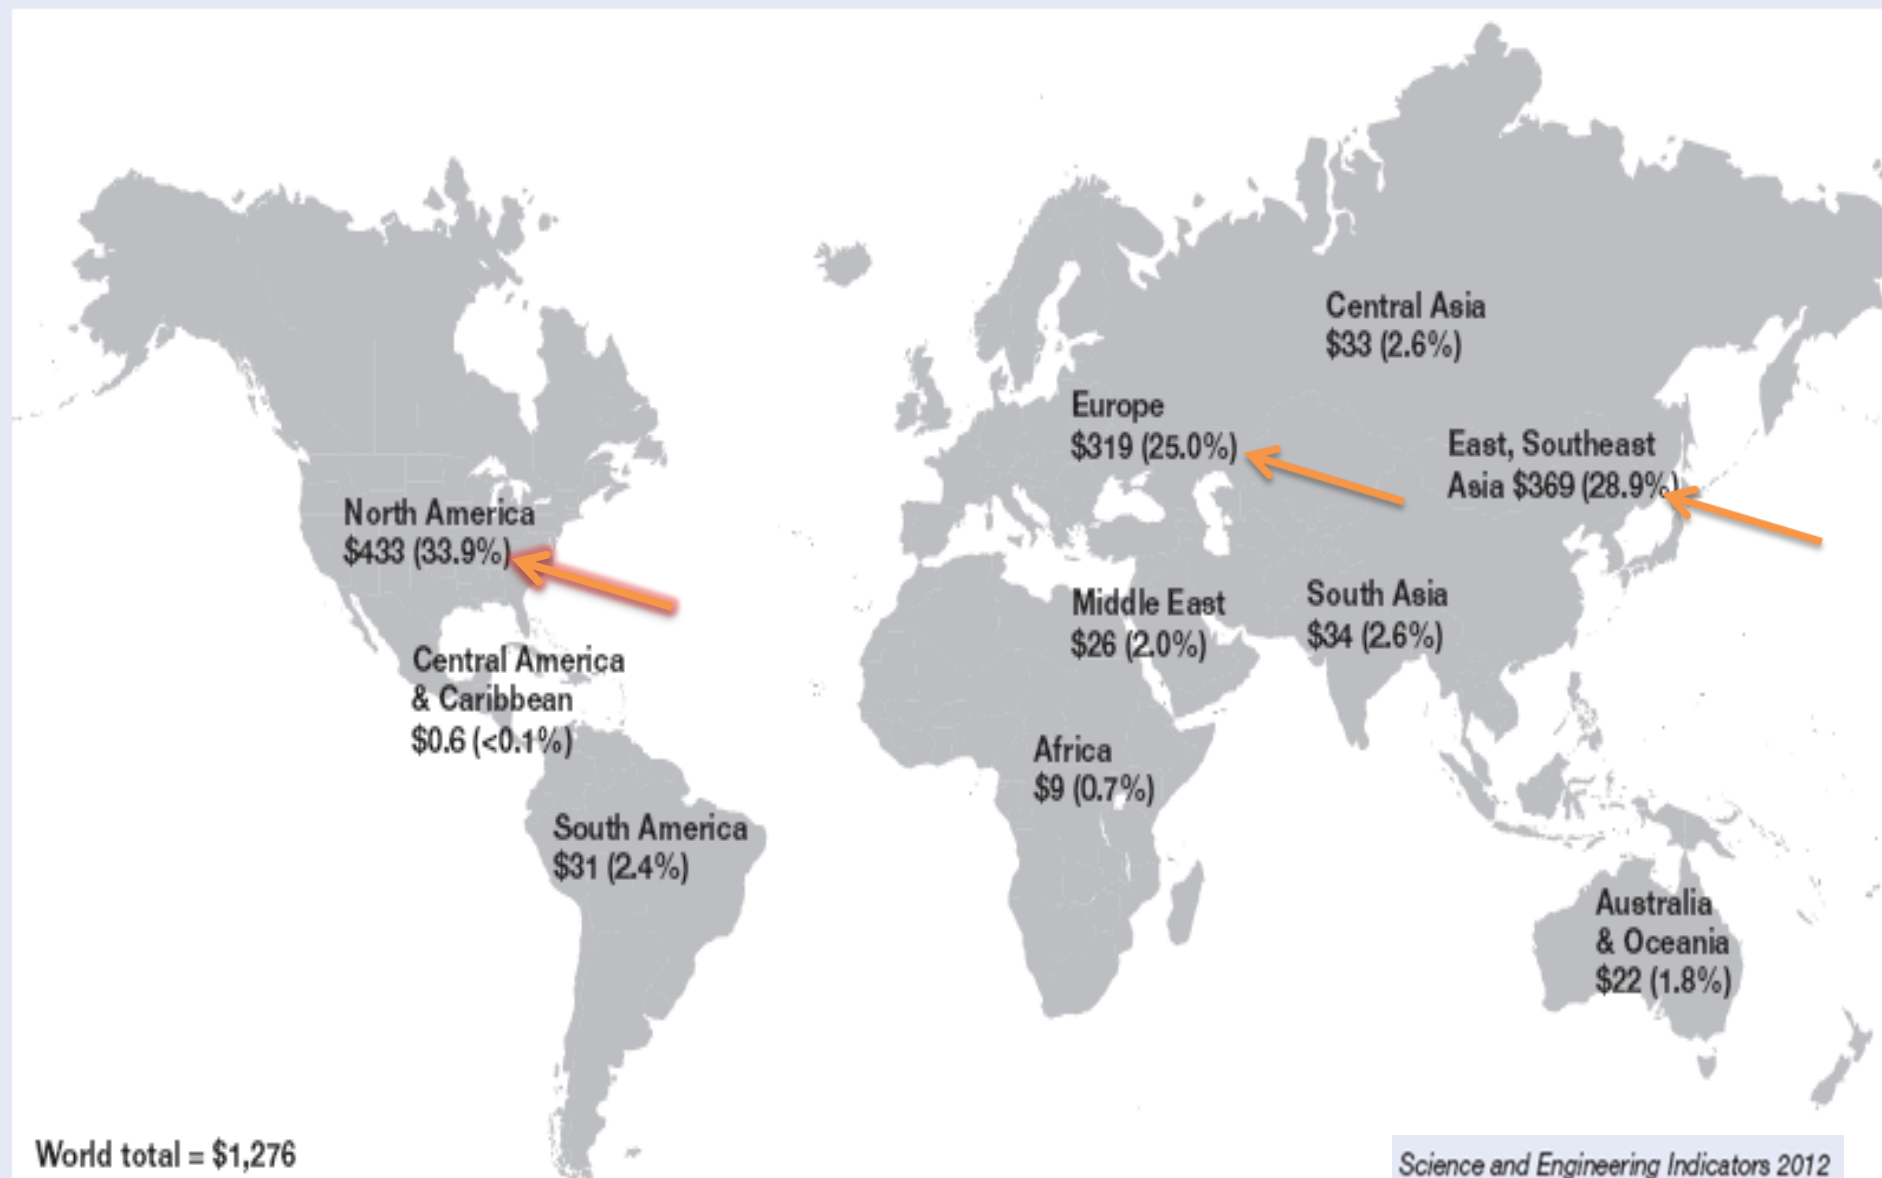 Central Asia
$33 (2.6%)
Europe
$319 (25.0%)
East, Southeast
Asia $369 (28.9%)
North America
$433 (33.9%)
Middle East
$26 (2.0%)
South Asia
$34 (2.6%)
Central America
& Caribbean
$0.6 (<0.1%)
Africa
$9 (0.7%)
South America
$31 (2.4%)
Australia
& Oceania
$22 (1.8%)
World total = $1,276
Science and Engineering Indicators 2012